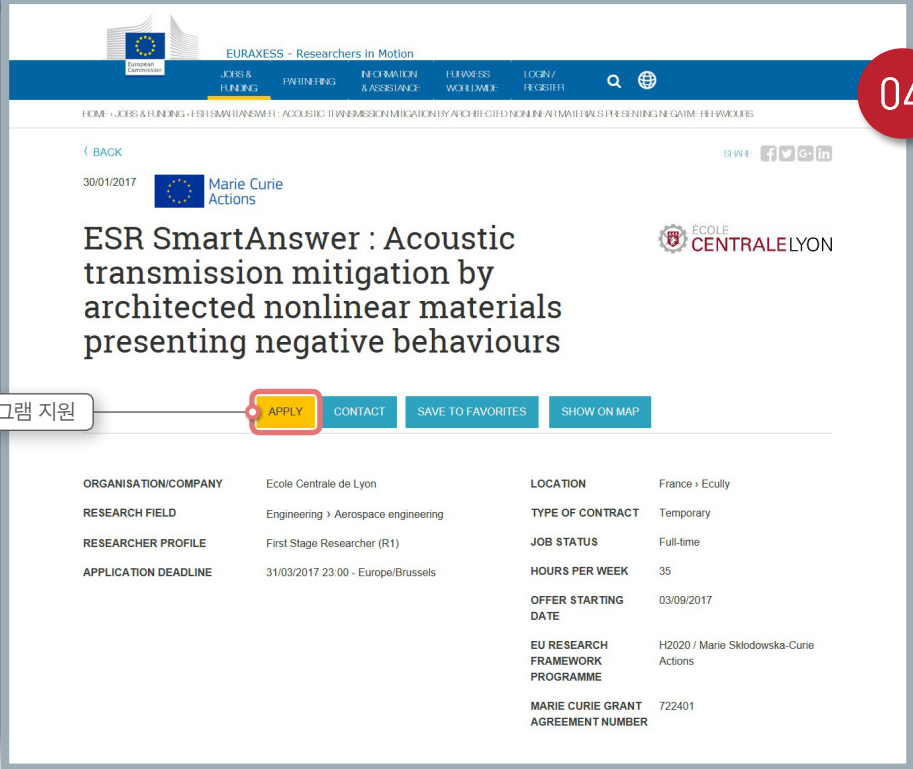 European
Commission
EURAXESS - Researchers in Motion
JOBS &
FUNDING
PARTNERING
INFORMATION
& ASSISTANCE
EURAXESS
WORLDWIDE
LOGIN /
REGISTER
04
HOME › JOBS & FUNDING › ESR SMARTANSWER : ACOUSTIC TRANSMISSION MITIGATION BY ARCHITECTED NONLINEAR MATERIALS PRESENTING NEGATIVE BEHAVIOURS
‹ BACK
SHARE f G+ in
30/01/2017
Marie Curie
Actions
ESR SmartAnswer : Acoustic
transmission mitigation by
architected nonlinear materials
presenting negative behaviours
ÉCOLE
CENTRALELYON
그램 지원
APPLY CONTACT SAVE TO FAVORITES SHOW ON MAP
ORGANISATION/COMPANY Ecole Centrale de Lyon
RESEARCH FIELD Engineering › Aerospace engineering
RESEARCHER PROFILE First Stage Researcher (R1)
APPLICATION DEADLINE 31/03/2017 23:00 - Europe/Brussels
LOCATION France › Ecully
TYPE OF CONTRACT Temporary
JOB STATUS Full-time
HOURS PER WEEK 35
OFFER STARTING 03/09/2017
DATE
EU RESEARCH H2020 / Marie Skłodowska-Curie
FRAMEWORK Actions
PROGRAMME
MARIE CURIE GRANT 722401
AGREEMENT NUMBER